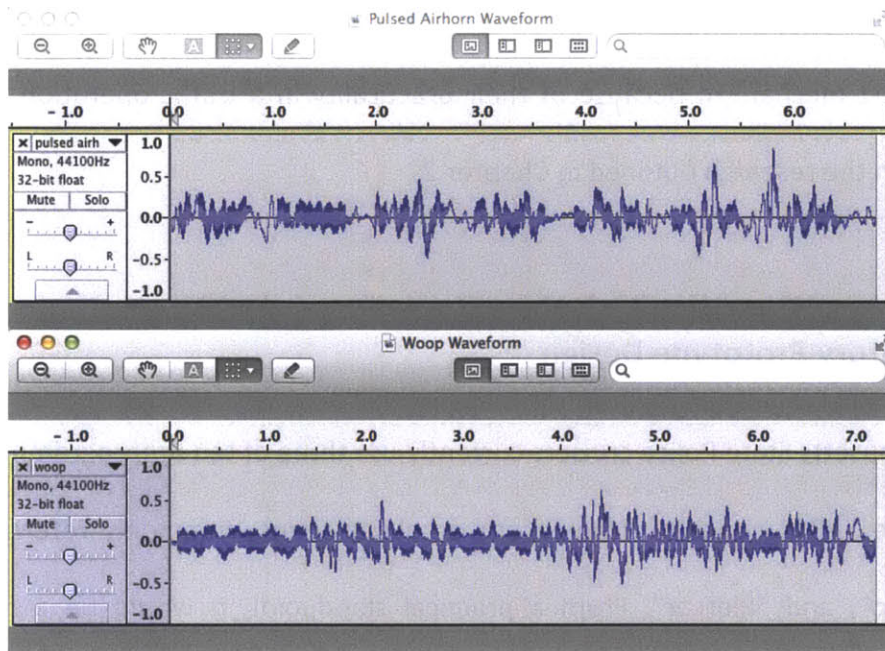 Pulsed Airhorn Waveform
A
- 1.0 0.0 1.0 2.0 3.0 4.0 5.0 6.0
× pulsed airh ▼
Mono, 44100Hz
32-bit float
Mute Solo
- +
L R
1.0
0.5
0.0
-0.5
-1.0
Woop Waveform
A
- 1.0 0.0 1.0 2.0 3.0 4.0 5.0 6.0 7.0
× woop ▼
Mono, 44100Hz
32-bit float
Mute Solo
- +
L R
1.0
0.5
0.0
-0.5
-1.0